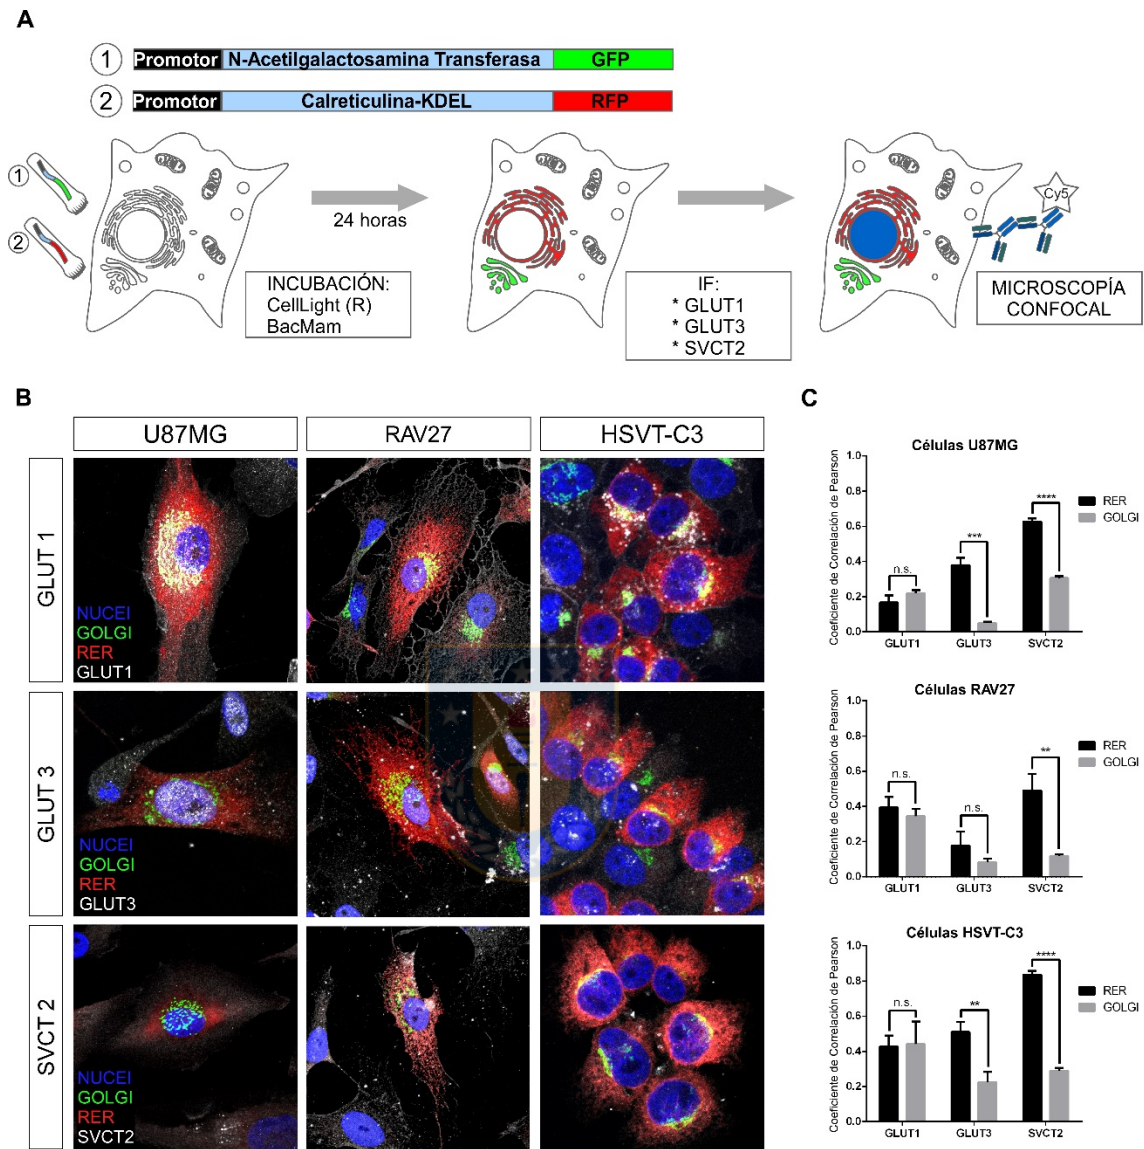 A
1 Promotor N-Acetilgalactosamina Transferasa GFP
2 Promotor Calreticulina-KDEL RFP
1
2
24 horas
Cy5
INCUBACIÓN:
CellLight (R)
BacMam
IF:
* GLUT1
* GLUT3
* SVCT2
MICROSCOPÍA
CONFOCAL
B
U87MG RAV27 HSVT-C3
GLUT 1
NUCEI
GOLGI
RER
GLUT1
GLUT 3
NUCEI
GOLGI
RER
GLUT3
SVCT 2
NUCEI
GOLGI
RER
SVCT2
C
Células U87MG
Coeficiente de Correlación de Pearson
1.0
0.8
0.6
0.4
0.2
0.0
n.s.
***
****
RER
GOLGI
GLUT1 GLUT3 SVCT2
Células RAV27
Coeficiente de Correlación de Pearson
1.0
0.8
0.6
0.4
0.2
0.0
n.s.
n.s.
**
RER
GOLGI
GLUT1 GLUT3 SVCT2
Células HSVT-C3
Coeficiente de Correlación de Pearson
1.0
0.8
0.6
0.4
0.2
0.0
n.s.
**
****
RER
GOLGI
GLUT1 GLUT3 SVCT2